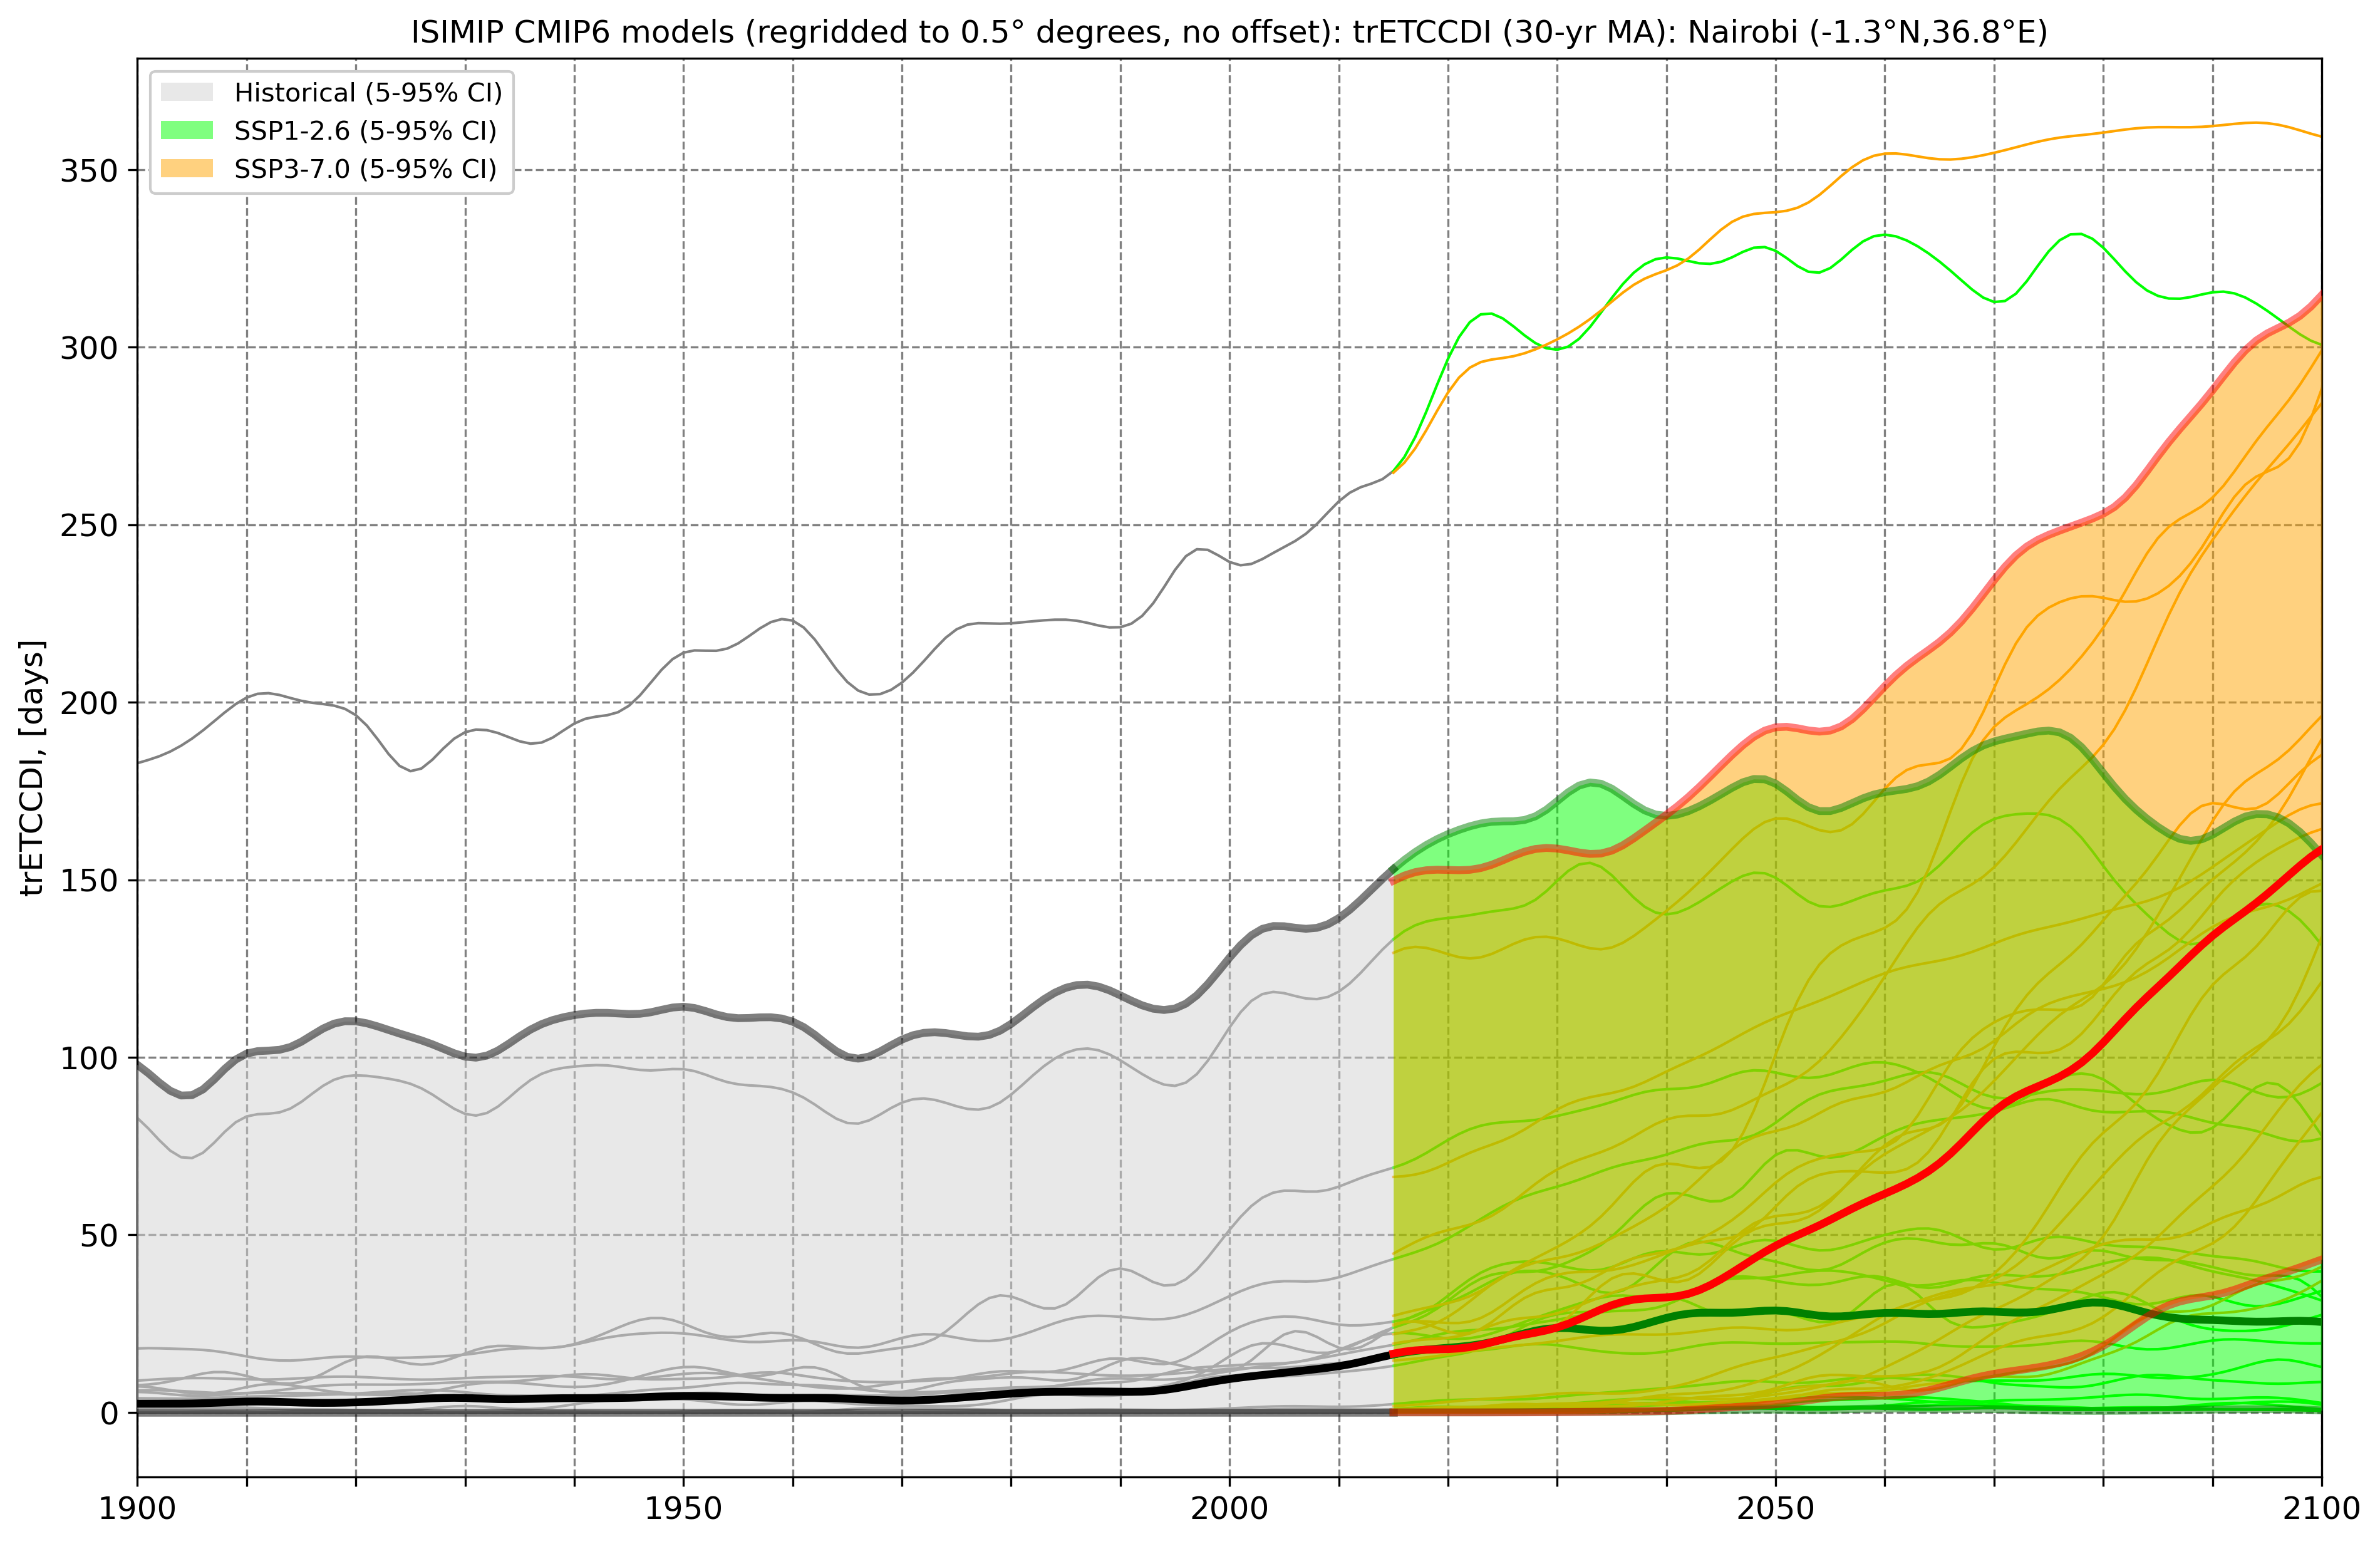 ISIMIP CMIP6 models (regridded to 0.5° degrees, no offset): trETCCDI (30-yr MA): Nairobi (-1.3°N,36.8°E)
Historical (5-95% CI)
SSP1-2.6 (5-95% CI)
SSP3-7.0 (5-95% CI)
trETCCDI, [days]
350
300
250
200
150
100
50
0
1900 1950 2000 2050 2100